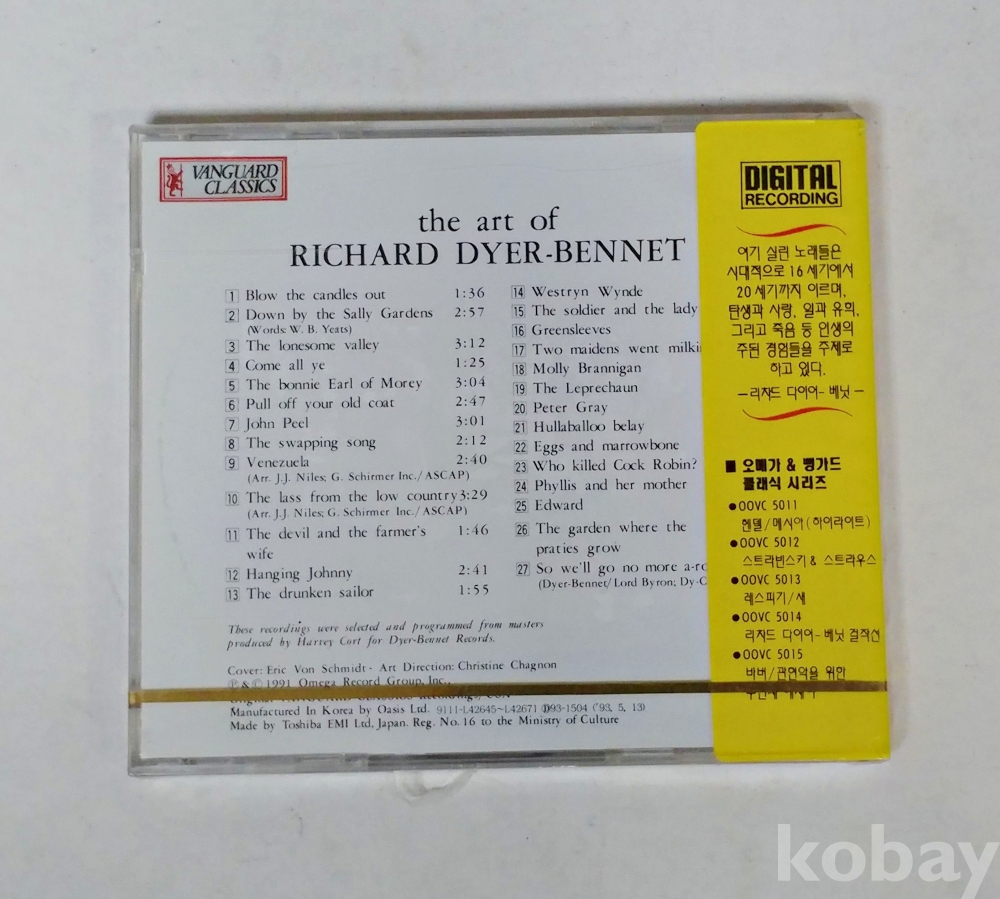 VANGUARD
CLASSICS
the art of
RICHARD DYER-BENNET
1 Blow the candles out 1:36
2 Down by the Sally Gardens 2:57
(Words: W. B. Yeats)
3 The lonesome valley 3:12
4 Come all ye 1:25
5 The bonnie Earl of Morey 3:04
6 Pull off your old coat 2:47
7 John Peel 3:01
8 The swapping song 2:12
9 Venezuela 2:40
(Arr. J.J. Niles; G. Schirmer Inc./ASCAP)
10 The lass from the low country 3:29
(Arr. J.J. Niles; G. Schirmer Inc./ASCAP)
11 The devil and the farmer's 1:46
wife
12 Hanging Johnny 2:41
13 The drunken sailor 1:55
14 Westryn Wynde
15 The soldier and the lady
16 Greensleeves
17 Two maidens went milki
18 Molly Brannigan
19 The Leprechaun
20 Peter Gray
21 Hullaballoo belay
22 Eggs and marrowbone
23 Who killed Cock Robin?
24 Phyllis and her mother
25 Edward
26 The garden where the
praties grow
27 So we'll go no more a-ro
(Dyer-Bennet/Lord Byron; Dy-C
These recordings were selected and programmed from masters
produced by Harvey Cort for Dyer-Bennet Records.
Cover: Eric Von Schmidt - Art Direction: Christine Chagnon
℗ & © 1991 Omega Record Group, Inc.,
Manufactured In Korea by Oasis Ltd. 9111-L42645~L42671 ⓟ93-1504 ('93, 5, 13)
Made by Toshiba EMI Ltd, Japan. Reg. No. 16 to the Ministry of Culture
DIGITAL
RECORDING
여기 실린 노래들은
시대적으로 16세기에서
20세기까지 이르며,
탄생과 사랑, 일과 유희,
그리고 죽음 등 인생의
주된 경험들을 주제로
하고 있다.
—리차드 다이어-베넷—
■ 오메가 & 뱅가드
클래식 시리즈
●OOVC 5011
헨델/메시아(하이라이트)
●OOVC 5012
스트라빈스키 & 스트라우스
●OOVC 5013
레스피기/새
●OOVC 5014
리차드 다이어-베넷 걸작선
●OOVC 5015
바버/관현악을 위한
kobay